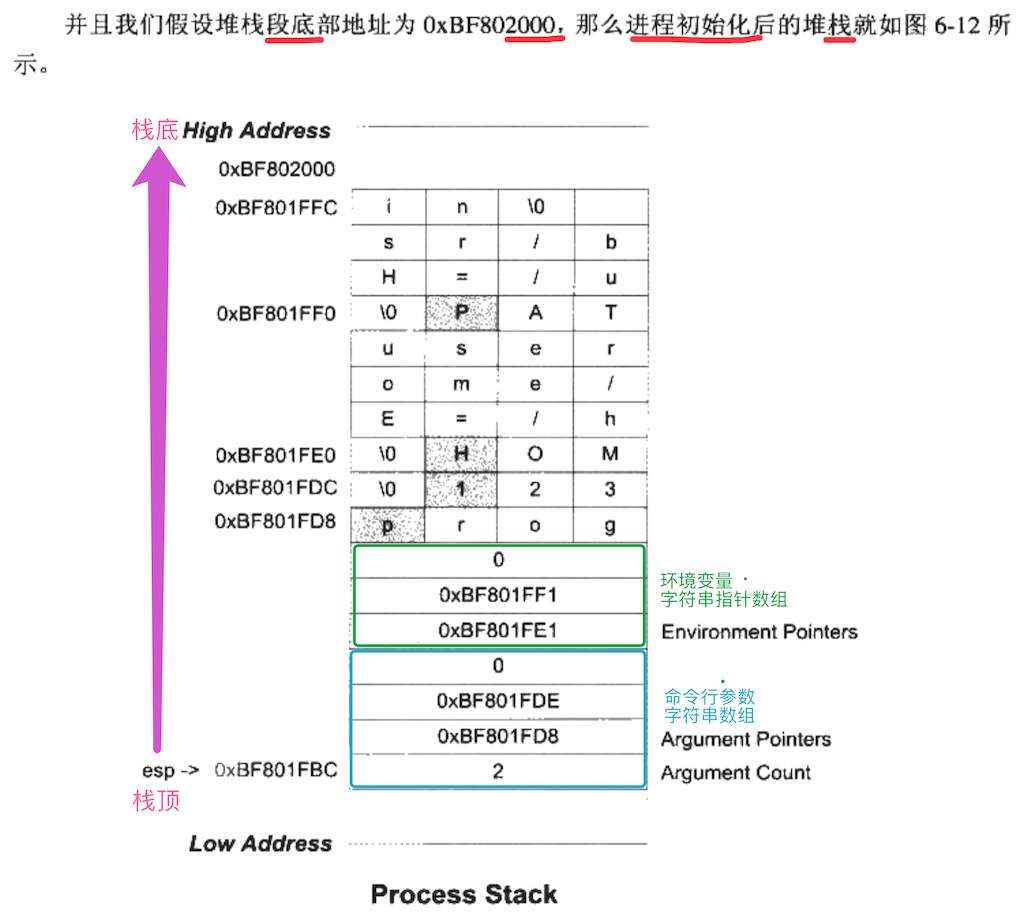 并且我们假设堆栈段底部地址为 0xBF802000，那么进程初始化后的堆栈就如图 6-12 所
示。
栈底 High Address
0xBF802000
0xBF801FFC i n \0
s r / b
H = / u
0xBF801FF0 \0 P A T
u s e r
o m e /
E = / h
0xBF801FE0 \0 H O M
0xBF801FDC \0 1 2 3
0xBF801FD8 p r o g
0
环境变量
0xBF801FF1
字符串指针数组
0xBF801FE1 Environment Pointers
0
0xBF801FDE
命令行参数
字符串数组
0xBF801FD8 Argument Pointers
esp -> 0xBF801FBC 2 Argument Count
栈顶
Low Address
Process Stack